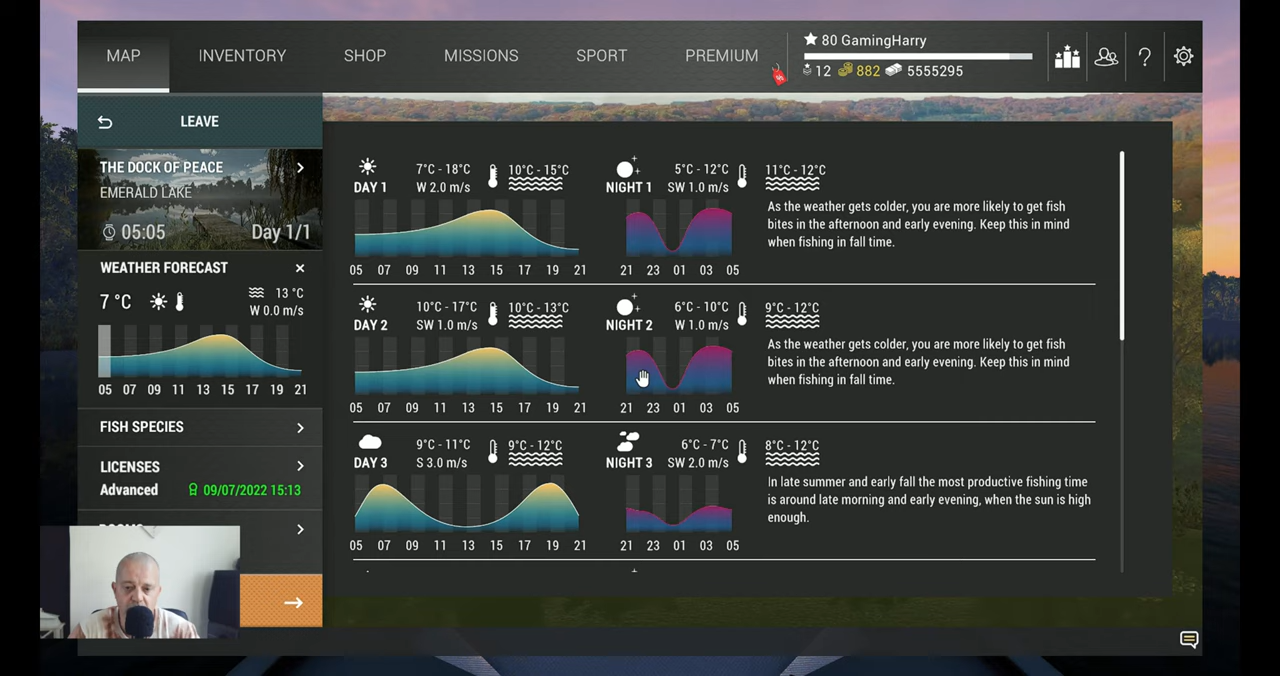 MAP
INVENTORY
SHOP
MISSIONS
SPORT
PREMIUM
80 GamingHarry
12 882 5555295
LEAVE
THE DOCK OF PEACE
EMERALD LAKE
05:05 Day 1/1
WEATHER FORECAST
7 °C
13 °C
W 0.0 m/s
05 07 09 11 13 15 17 19 21
FISH SPECIES
LICENSES
Advanced 09/07/2022 15:13
DAY 1
7°C - 18°C
W 2.0 m/s
10°C - 15°C
05 07 09 11 13 15 17 19 21
NIGHT 1
5°C - 12°C
SW 1.0 m/s
11°C - 12°C
21 23 01 03 05
As the weather gets colder, you are more likely to get fish
bites in the afternoon and early evening. Keep this in mind
when fishing in fall time.
DAY 2
10°C - 17°C
SW 1.0 m/s
10°C - 13°C
05 07 09 11 13 15 17 19 21
NIGHT 2
6°C - 10°C
W 1.0 m/s
9°C - 12°C
21 23 01 03 05
As the weather gets colder, you are more likely to get fish
bites in the afternoon and early evening. Keep this in mind
when fishing in fall time.
DAY 3
9°C - 11°C
S 3.0 m/s
9°C - 12°C
05 07 09 11 13 15 17 19 21
NIGHT 3
6°C - 7°C
SW 2.0 m/s
8°C - 12°C
21 23 01 03 05
In late summer and early fall the most productive fishing time
is around late morning and early evening, when the sun is high
enough.